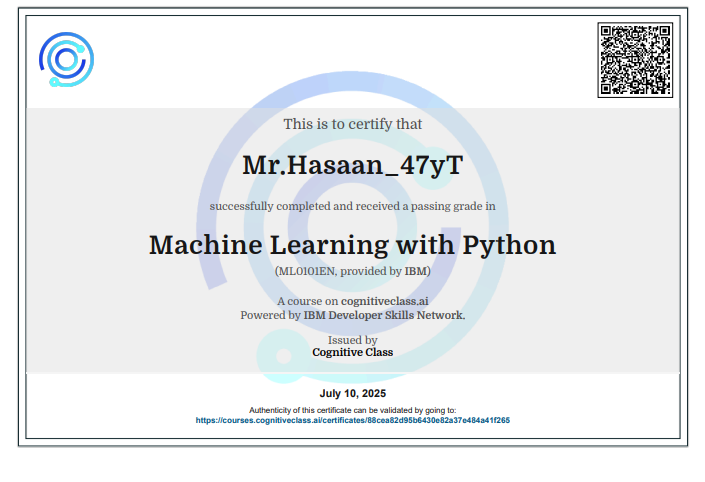 This is to certify that
Mr.Hasaan_47yT
successfully completed and received a passing grade in
Machine Learning with Python
(ML0101EN, provided by IBM)
A course on cognitiveclass.ai
Powered by IBM Developer Skills Network.
Issued by
Cognitive Class
July 10, 2025
Authenticity of this certificate can be validated by going to:
https://courses.cognitiveclass.ai/certificates/88cea82d95b6430e82a37e484a41f265